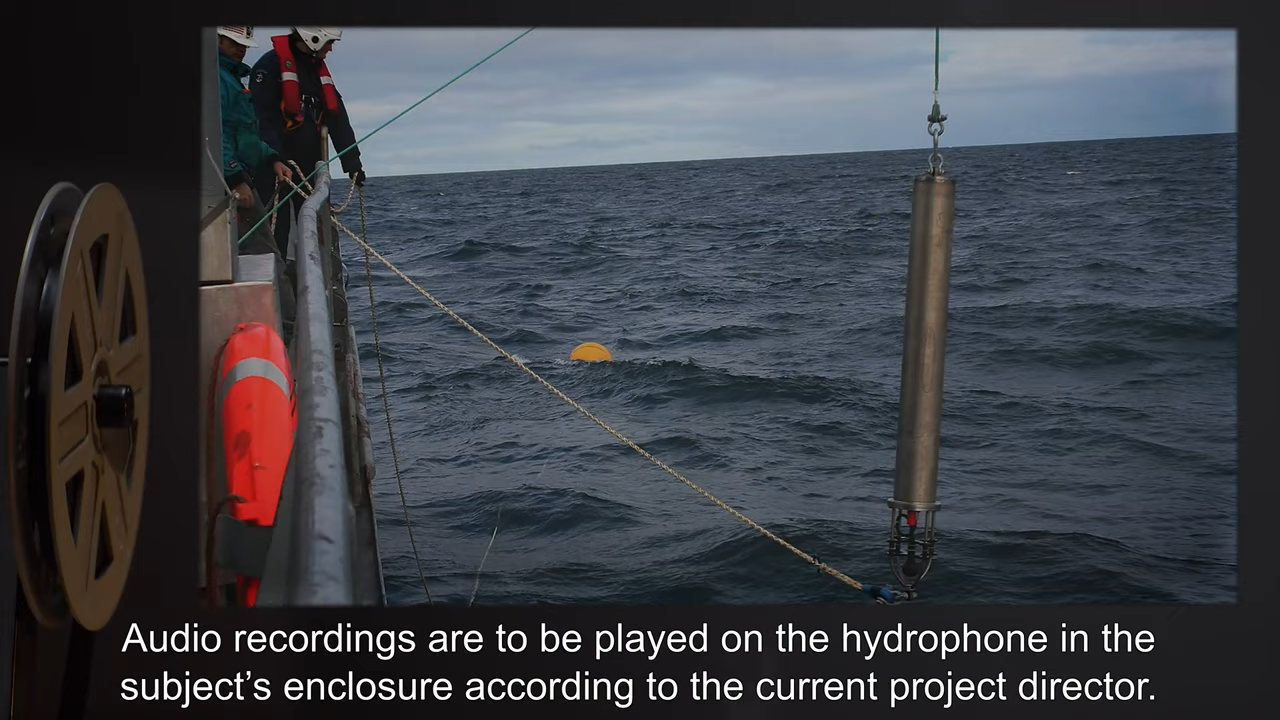 Audio recordings are to be played on the hydrophone in the
subject’s enclosure according to the current project director.